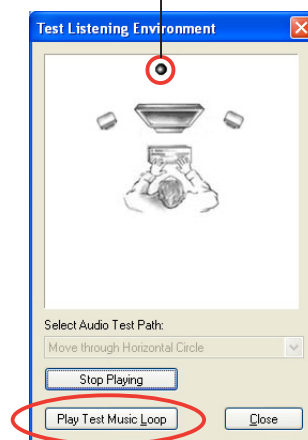 Test Listening Environment
Select Audio Test Path:
Move through Horizontal Circle
Stop Playing
Play Test Music Loop
Close